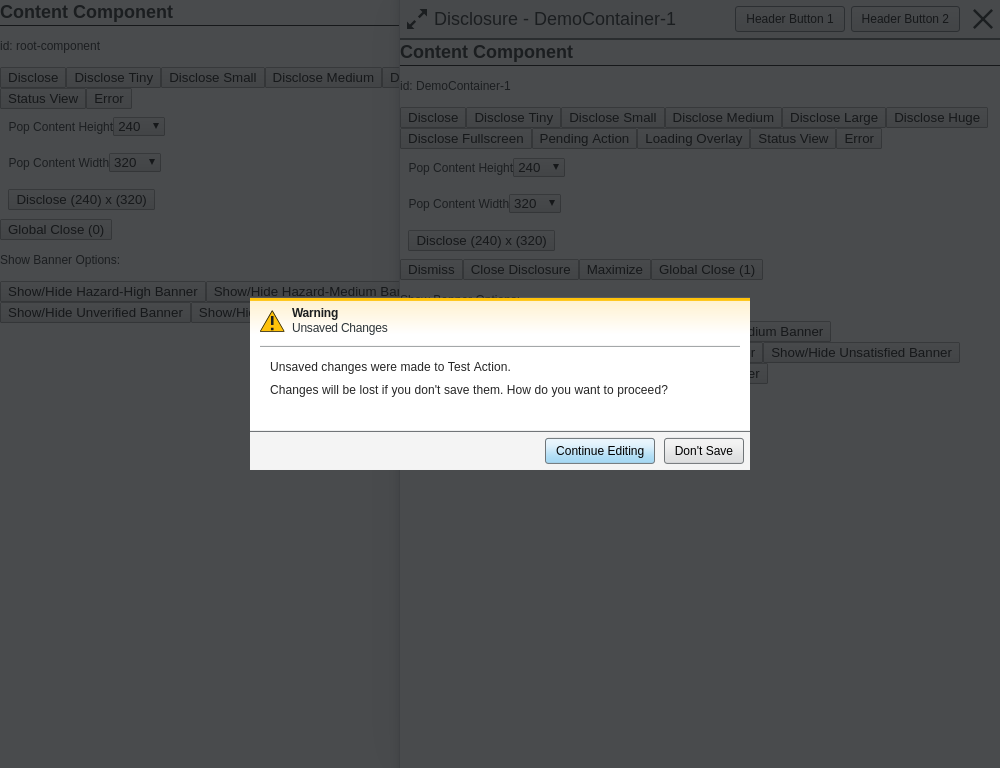 Content Component
id: root-component
Disclose Disclose Tiny Disclose Small Disclose Medium D
Status View Error
Pop Content Height 240
Pop Content Width 320
Disclose (240) x (320)
Global Close (0)
Show Banner Options:
Show/Hide Hazard-High Banner Show/Hide Hazard-Medium Ba
Show/Hide Unverified Banner Show/Hi
Disclosure - DemoContainer-1 Header Button 1 Header Button 2
Content Component
id: DemoContainer-1
Disclose Disclose Tiny Disclose Small Disclose Medium Disclose Large Disclose Huge
Disclose Fullscreen Pending Action Loading Overlay Status View Error
Pop Content Height 240
Pop Content Width 320
Disclose (240) x (320)
Dismiss Close Disclosure Maximize Global Close (1)
dium Banner
r Show/Hide Unsatisfied Banner
er
Warning
Unsaved Changes
Unsaved changes were made to Test Action.
Changes will be lost if you don't save them. How do you want to proceed?
Continue Editing Don't Save